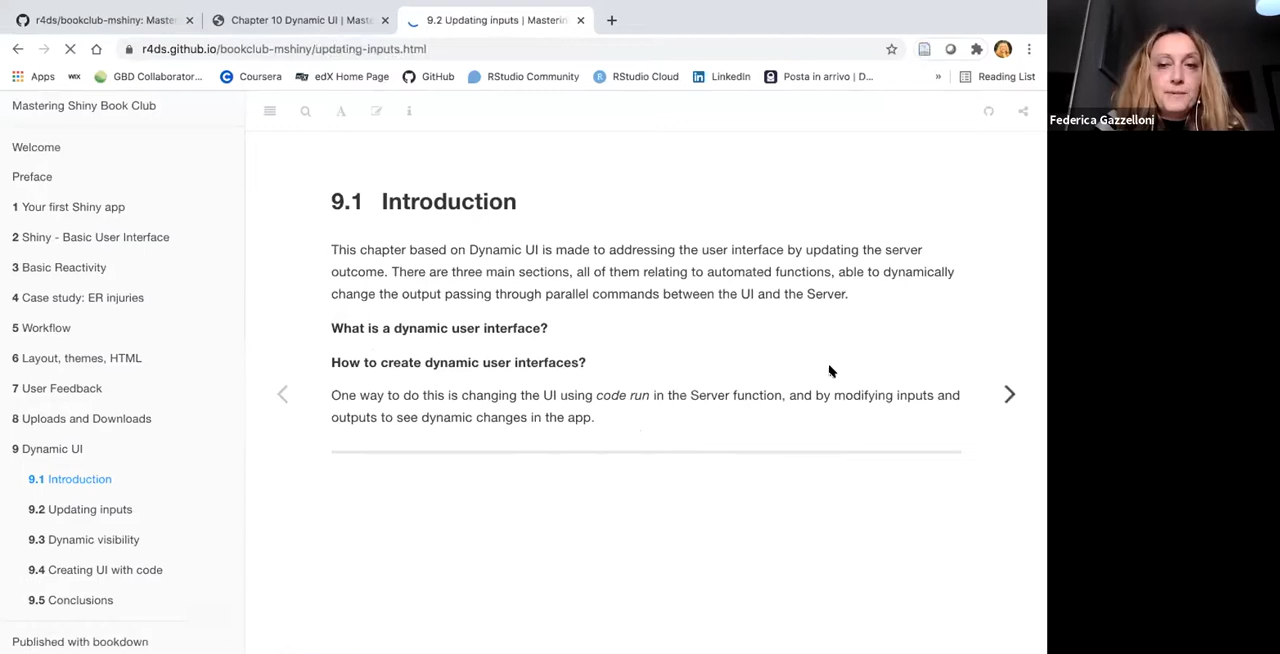 r4ds/bookclub-mshiny: Master
Chapter 10 Dynamic UI | Maste
9.2 Updating inputs | Masterin
r4ds.github.io/bookclub-mshiny/updating-inputs.html
Apps
WiX
GBD Collaborator...
Coursera
edX Home Page
GitHub
RStudio Community
RStudio Cloud
LinkedIn
Posta in arrivo | D...
»
Reading List
Federica Gazzelloni
Mastering Shiny Book Club
Welcome
Preface
1 Your first Shiny app
2 Shiny - Basic User Interface
3 Basic Reactivity
4 Case study: ER injuries
5 Workflow
6 Layout, themes, HTML
7 User Feedback
8 Uploads and Downloads
9 Dynamic UI
9.1 Introduction
9.2 Updating inputs
9.3 Dynamic visibility
9.4 Creating UI with code
9.5 Conclusions
Published with bookdown
9.1 Introduction
This chapter based on Dynamic UI is made to addressing the user interface by updating the server
outcome. There are three main sections, all of them relating to automated functions, able to dynamically
change the output passing through parallel commands between the UI and the Server.
What is a dynamic user interface?
How to create dynamic user interfaces?
One way to do this is changing the UI using code run in the Server function, and by modifying inputs and
outputs to see dynamic changes in the app.